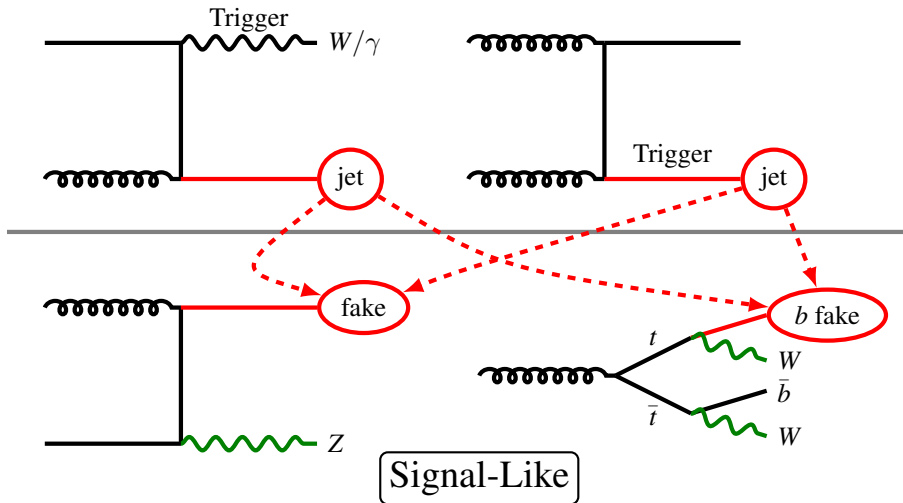 Trigger
W/γ
Trigger
jet
jet
fake
b fake
t
W
b̄
t̄
W
Z
Signal-Like